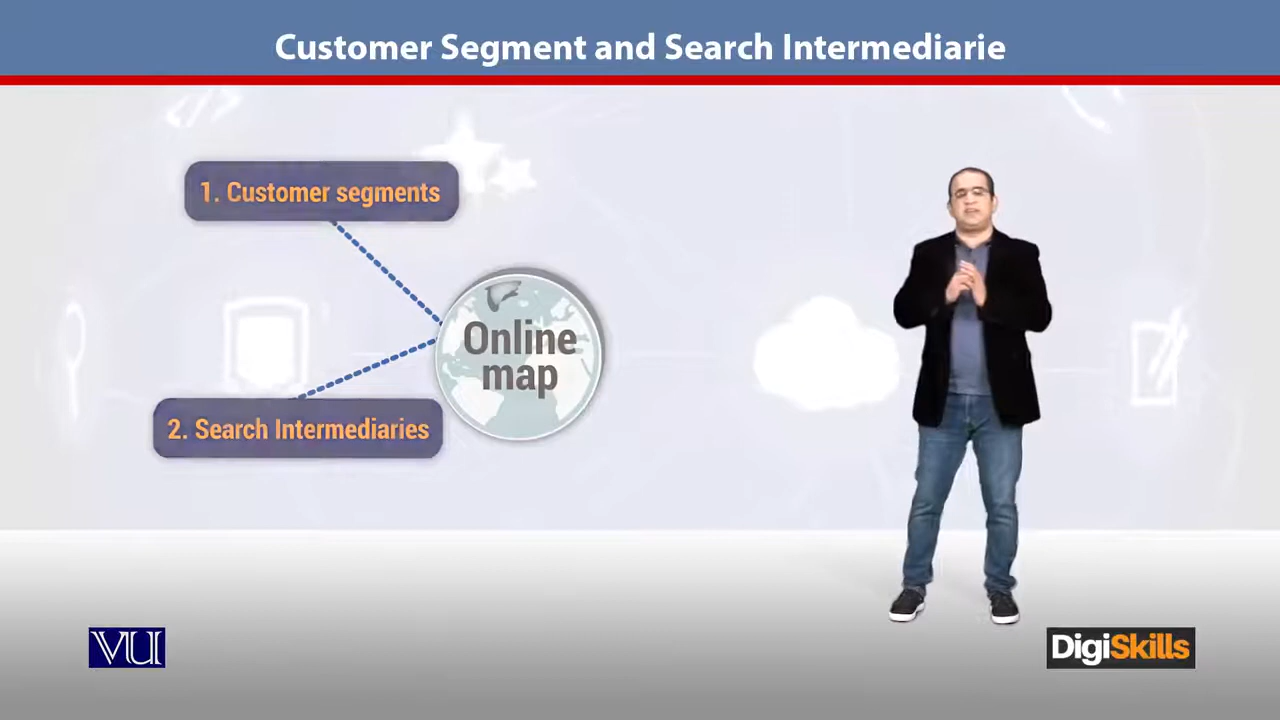 Customer Segment and Search Intermediarie
1. Customer segments
Online
map
2. Search Intermediaries
VU
DigiSkills